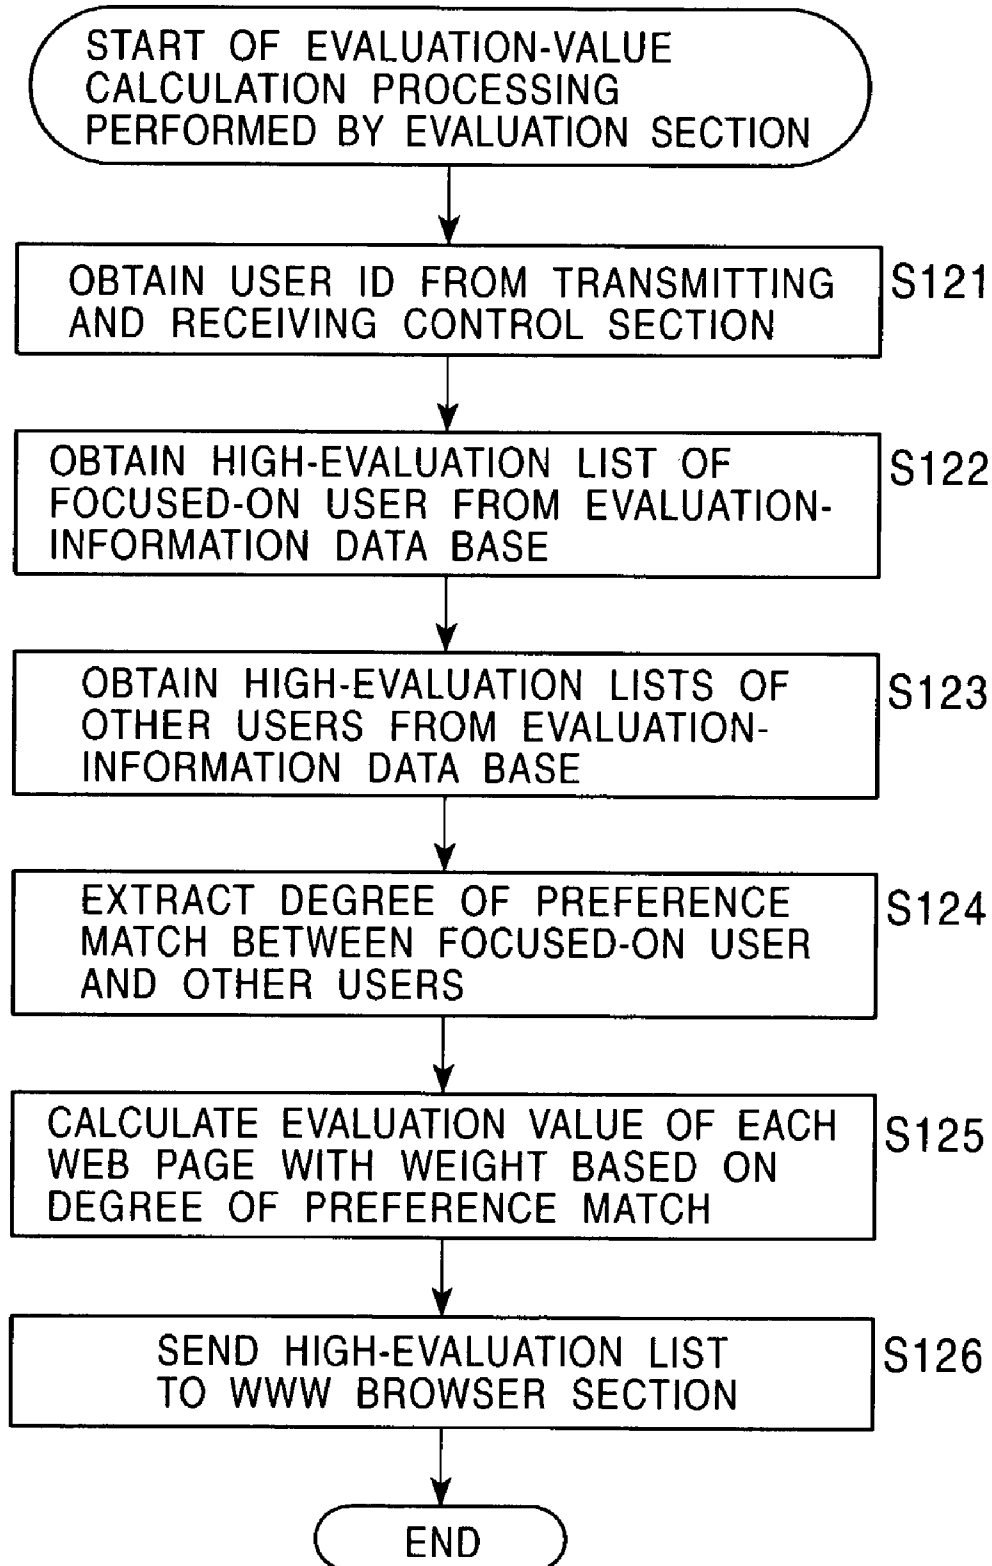 START OF EVALUATION-VALUE
CALCULATION PROCESSING
PERFORMED BY EVALUATION SECTION
OBTAIN USER ID FROM TRANSMITTING
AND RECEIVING CONTROL SECTION
S121
OBTAIN HIGH-EVALUATION LIST OF
FOCUSED-ON USER FROM EVALUATION-
INFORMATION DATA BASE
S122
OBTAIN HIGH-EVALUATION LISTS OF
OTHER USERS FROM EVALUATION-
INFORMATION DATA BASE
S123
EXTRACT DEGREE OF PREFERENCE
MATCH BETWEEN FOCUSED-ON USER
AND OTHER USERS
S124
CALCULATE EVALUATION VALUE OF EACH
WEB PAGE WITH WEIGHT BASED ON
DEGREE OF PREFERENCE MATCH
S125
SEND HIGH-EVALUATION LIST
TO WWW BROWSER SECTION
S126
END